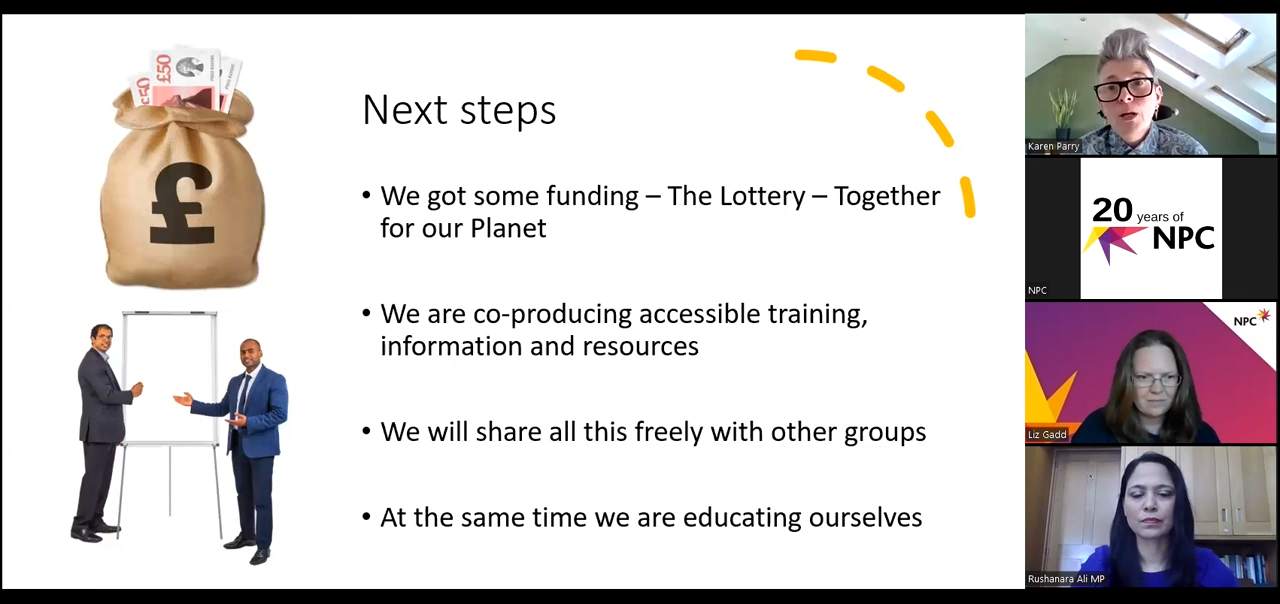 Next steps
• We got some funding – The Lottery – Together
for our Planet
• We are co-producing accessible training,
information and resources
• We will share all this freely with other groups
• At the same time we are educating ourselves
£50
£50
£
Karen Parry
20 years of
NPC
NPC
NPC
Liz Gadd
Rushanara Ali MP